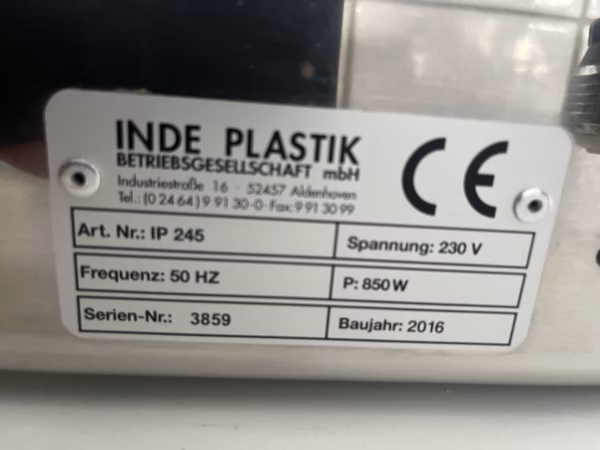 INDE PLASTIK
BETRIEBSGESELLSCHAFT mbH
Industriestraße 16 - 52457 Aldenhoven
Tel.: (0 24 64) 9 91 30-0 · Fax: 9 91 30 99
CE
Art. Nr.: IP 245
Spannung: 230 V
Frequenz: 50 HZ
P: 850 W
Serien-Nr.: 3859
Baujahr: 2016